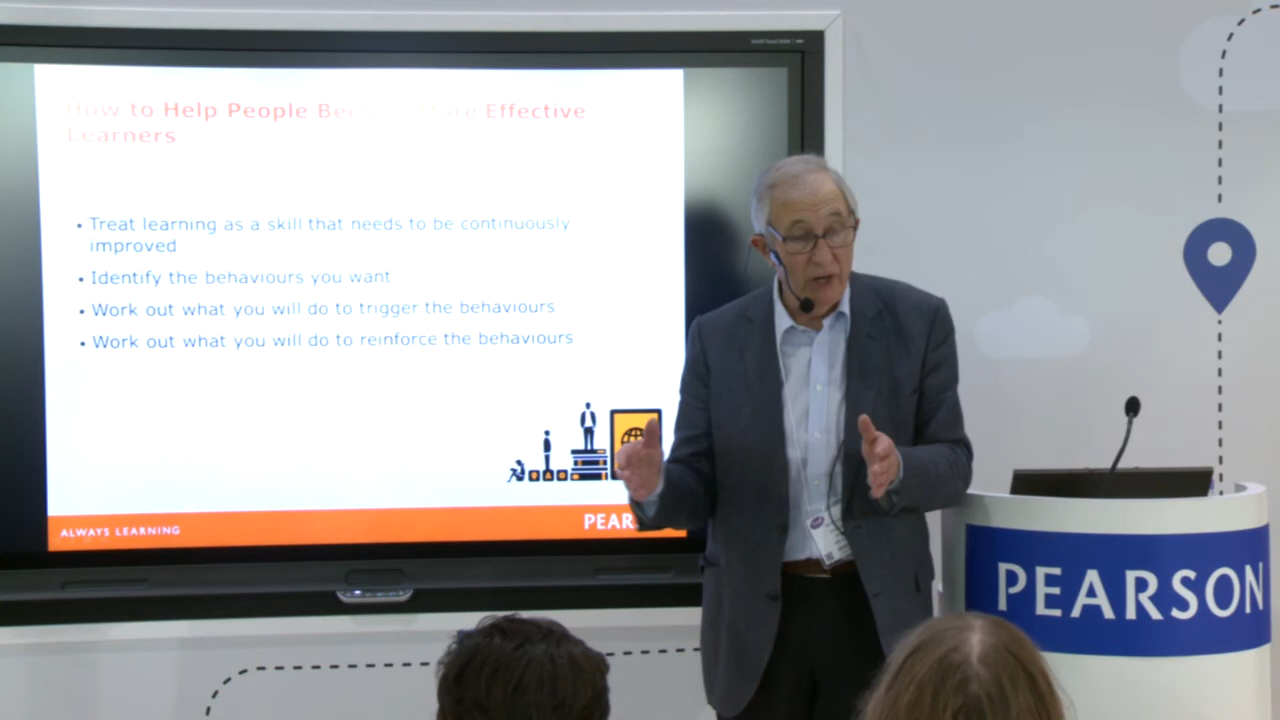 How to Help People Effective
Learners
• Treat learning as a skill that needs to be continuously
improved
• Identify the behaviours you want
• Work out what you will do to trigger the behaviours
• Work out what you will do to reinforce the behaviours
ALWAYS LEARNING
PEAR
PEARSON